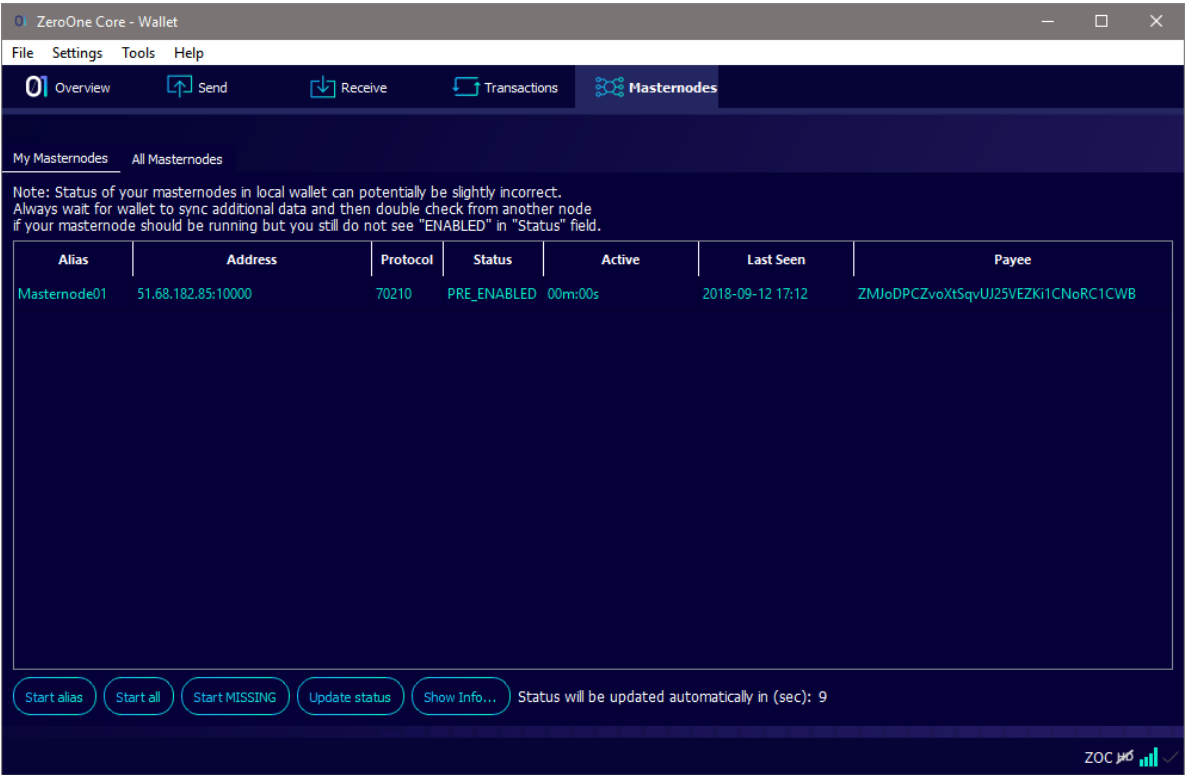 ZeroOne Core - Wallet
File Settings Tools Help
01 Overview Send Receive Transactions Masternodes
My Masternodes All Masternodes
Note: Status of your masternodes in local wallet can potentially be slightly incorrect.
Always wait for wallet to sync additional data and then double check from another node
if your masternode should be running but you still do not see "ENABLED" in "Status" field.
Alias Address Protocol Status Active Last Seen Payee
Masternode01 51.68.182.85:10000 70210 PRE_ENABLED 00m:00s 2018-09-12 17:12 ZMJoDPCZvoXtSqvUJ25VEZKi1CNoRC1CWB
Start alias Start all Start MISSING Update status Show Info... Status will be updated automatically in (sec): 9
ZOC HD